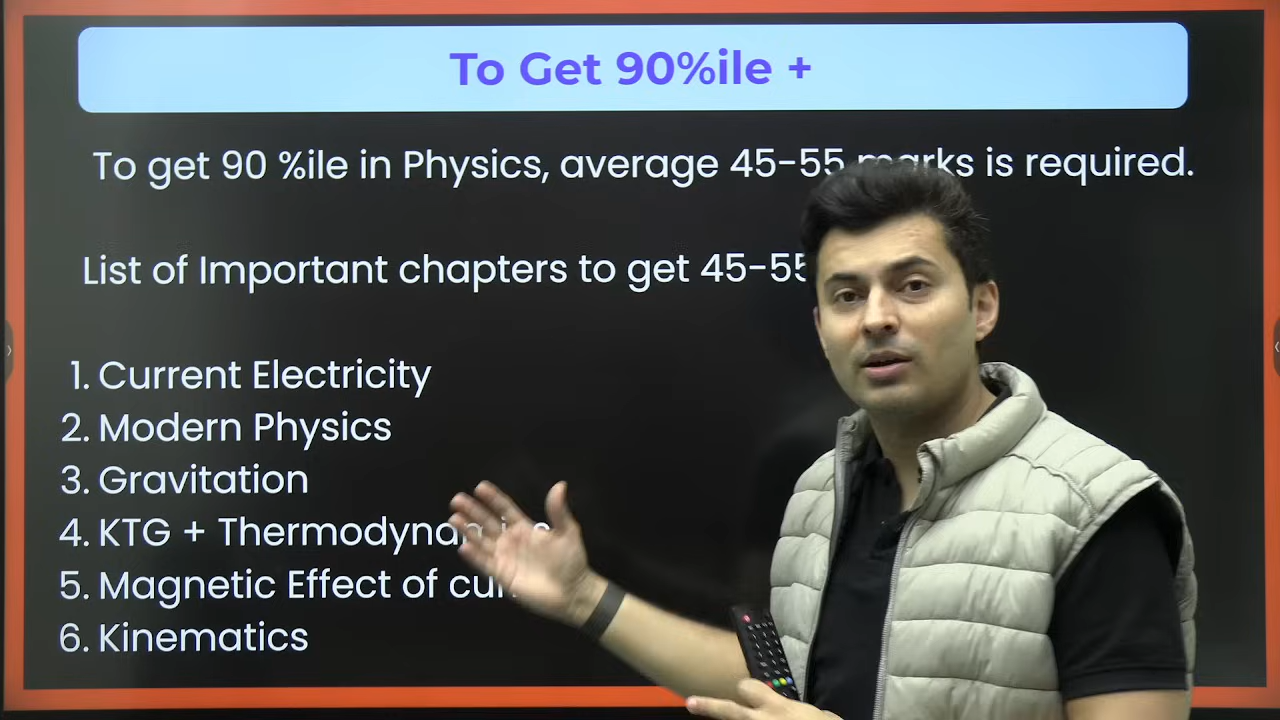 To Get 90%ile +
To get 90 %ile in Physics, average 45-55 marks is required.
List of Important chapters to get 45-55
1. Current Electricity
2. Modern Physics
3. Gravitation
4. KTG + Thermodynamics
5. Magnetic Effect of
6. Kinematics